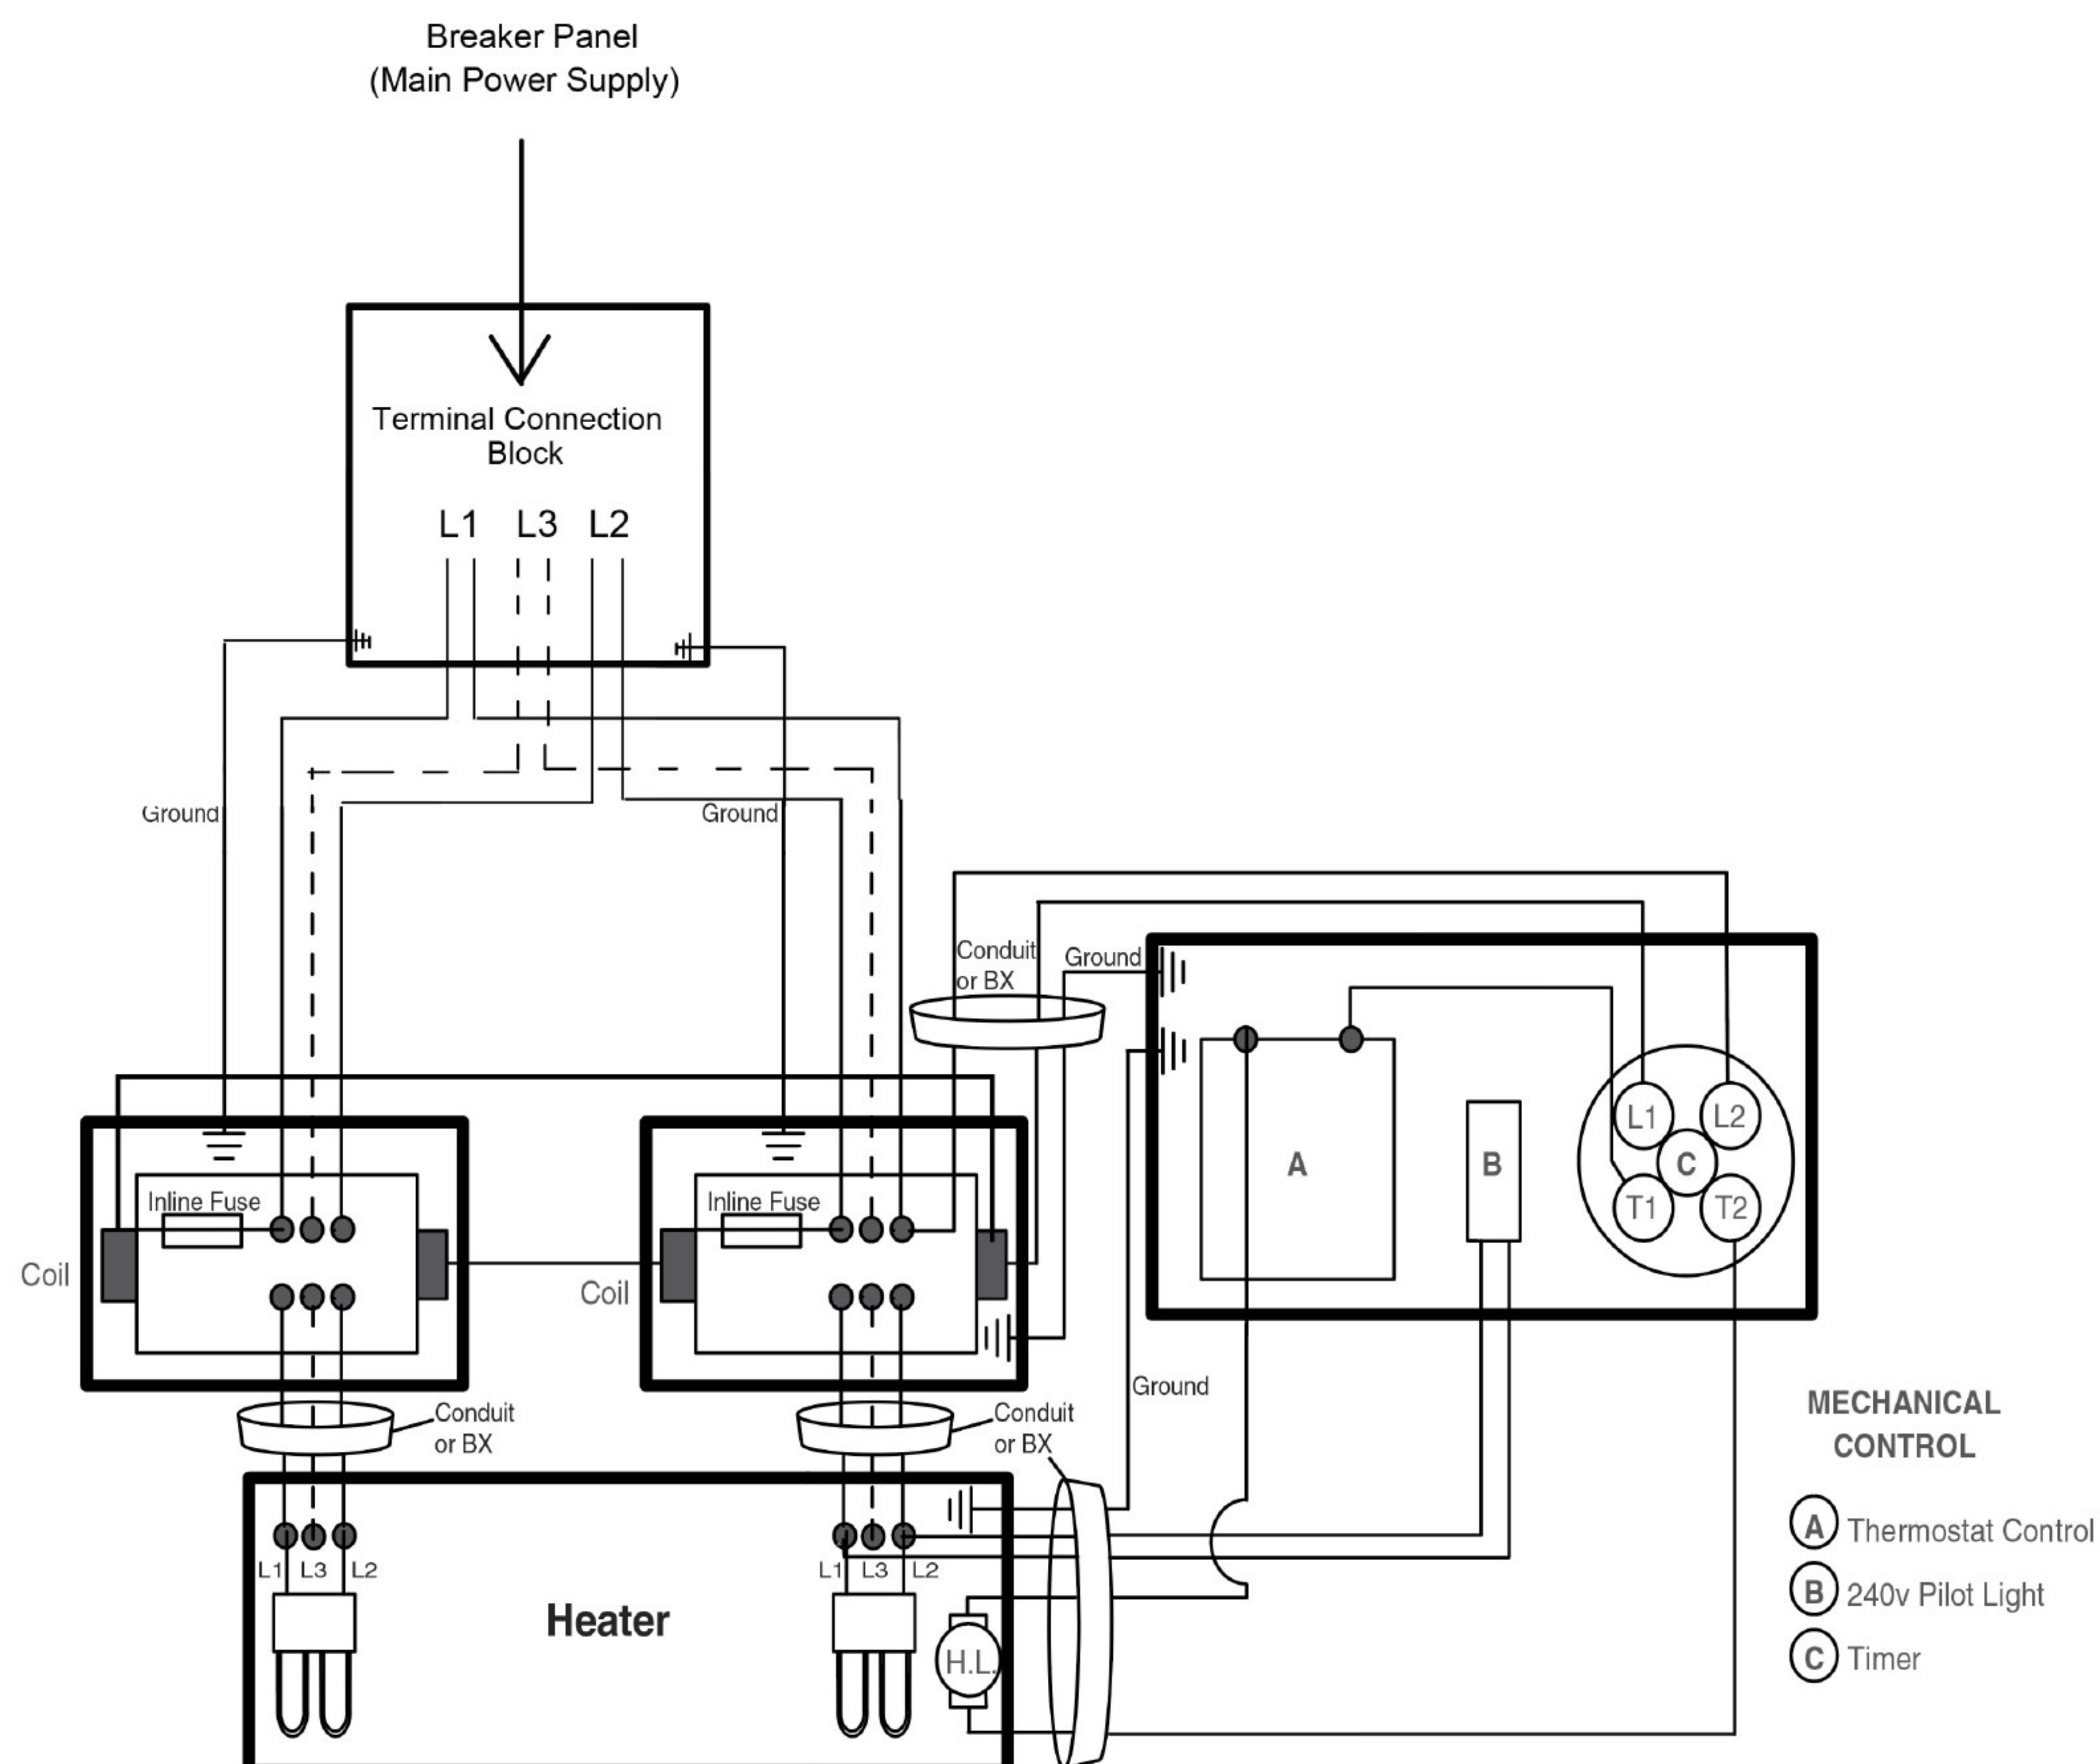 Breaker Panel
(Main Power Supply)
Terminal Connection
Block
L1 L3 L2
Ground
Ground
Conduit
or BX
Ground
Inline Fuse
Inline Fuse
Coil
Coil
A
B
L1
L2
C
T1
T2
Ground
Conduit
or BX
Conduit
or BX
L1 L3 L2
L1 L3 L2
Heater
H.L.
MECHANICAL
CONTROL
A Thermostat Control
B 240v Pilot Light
C Timer